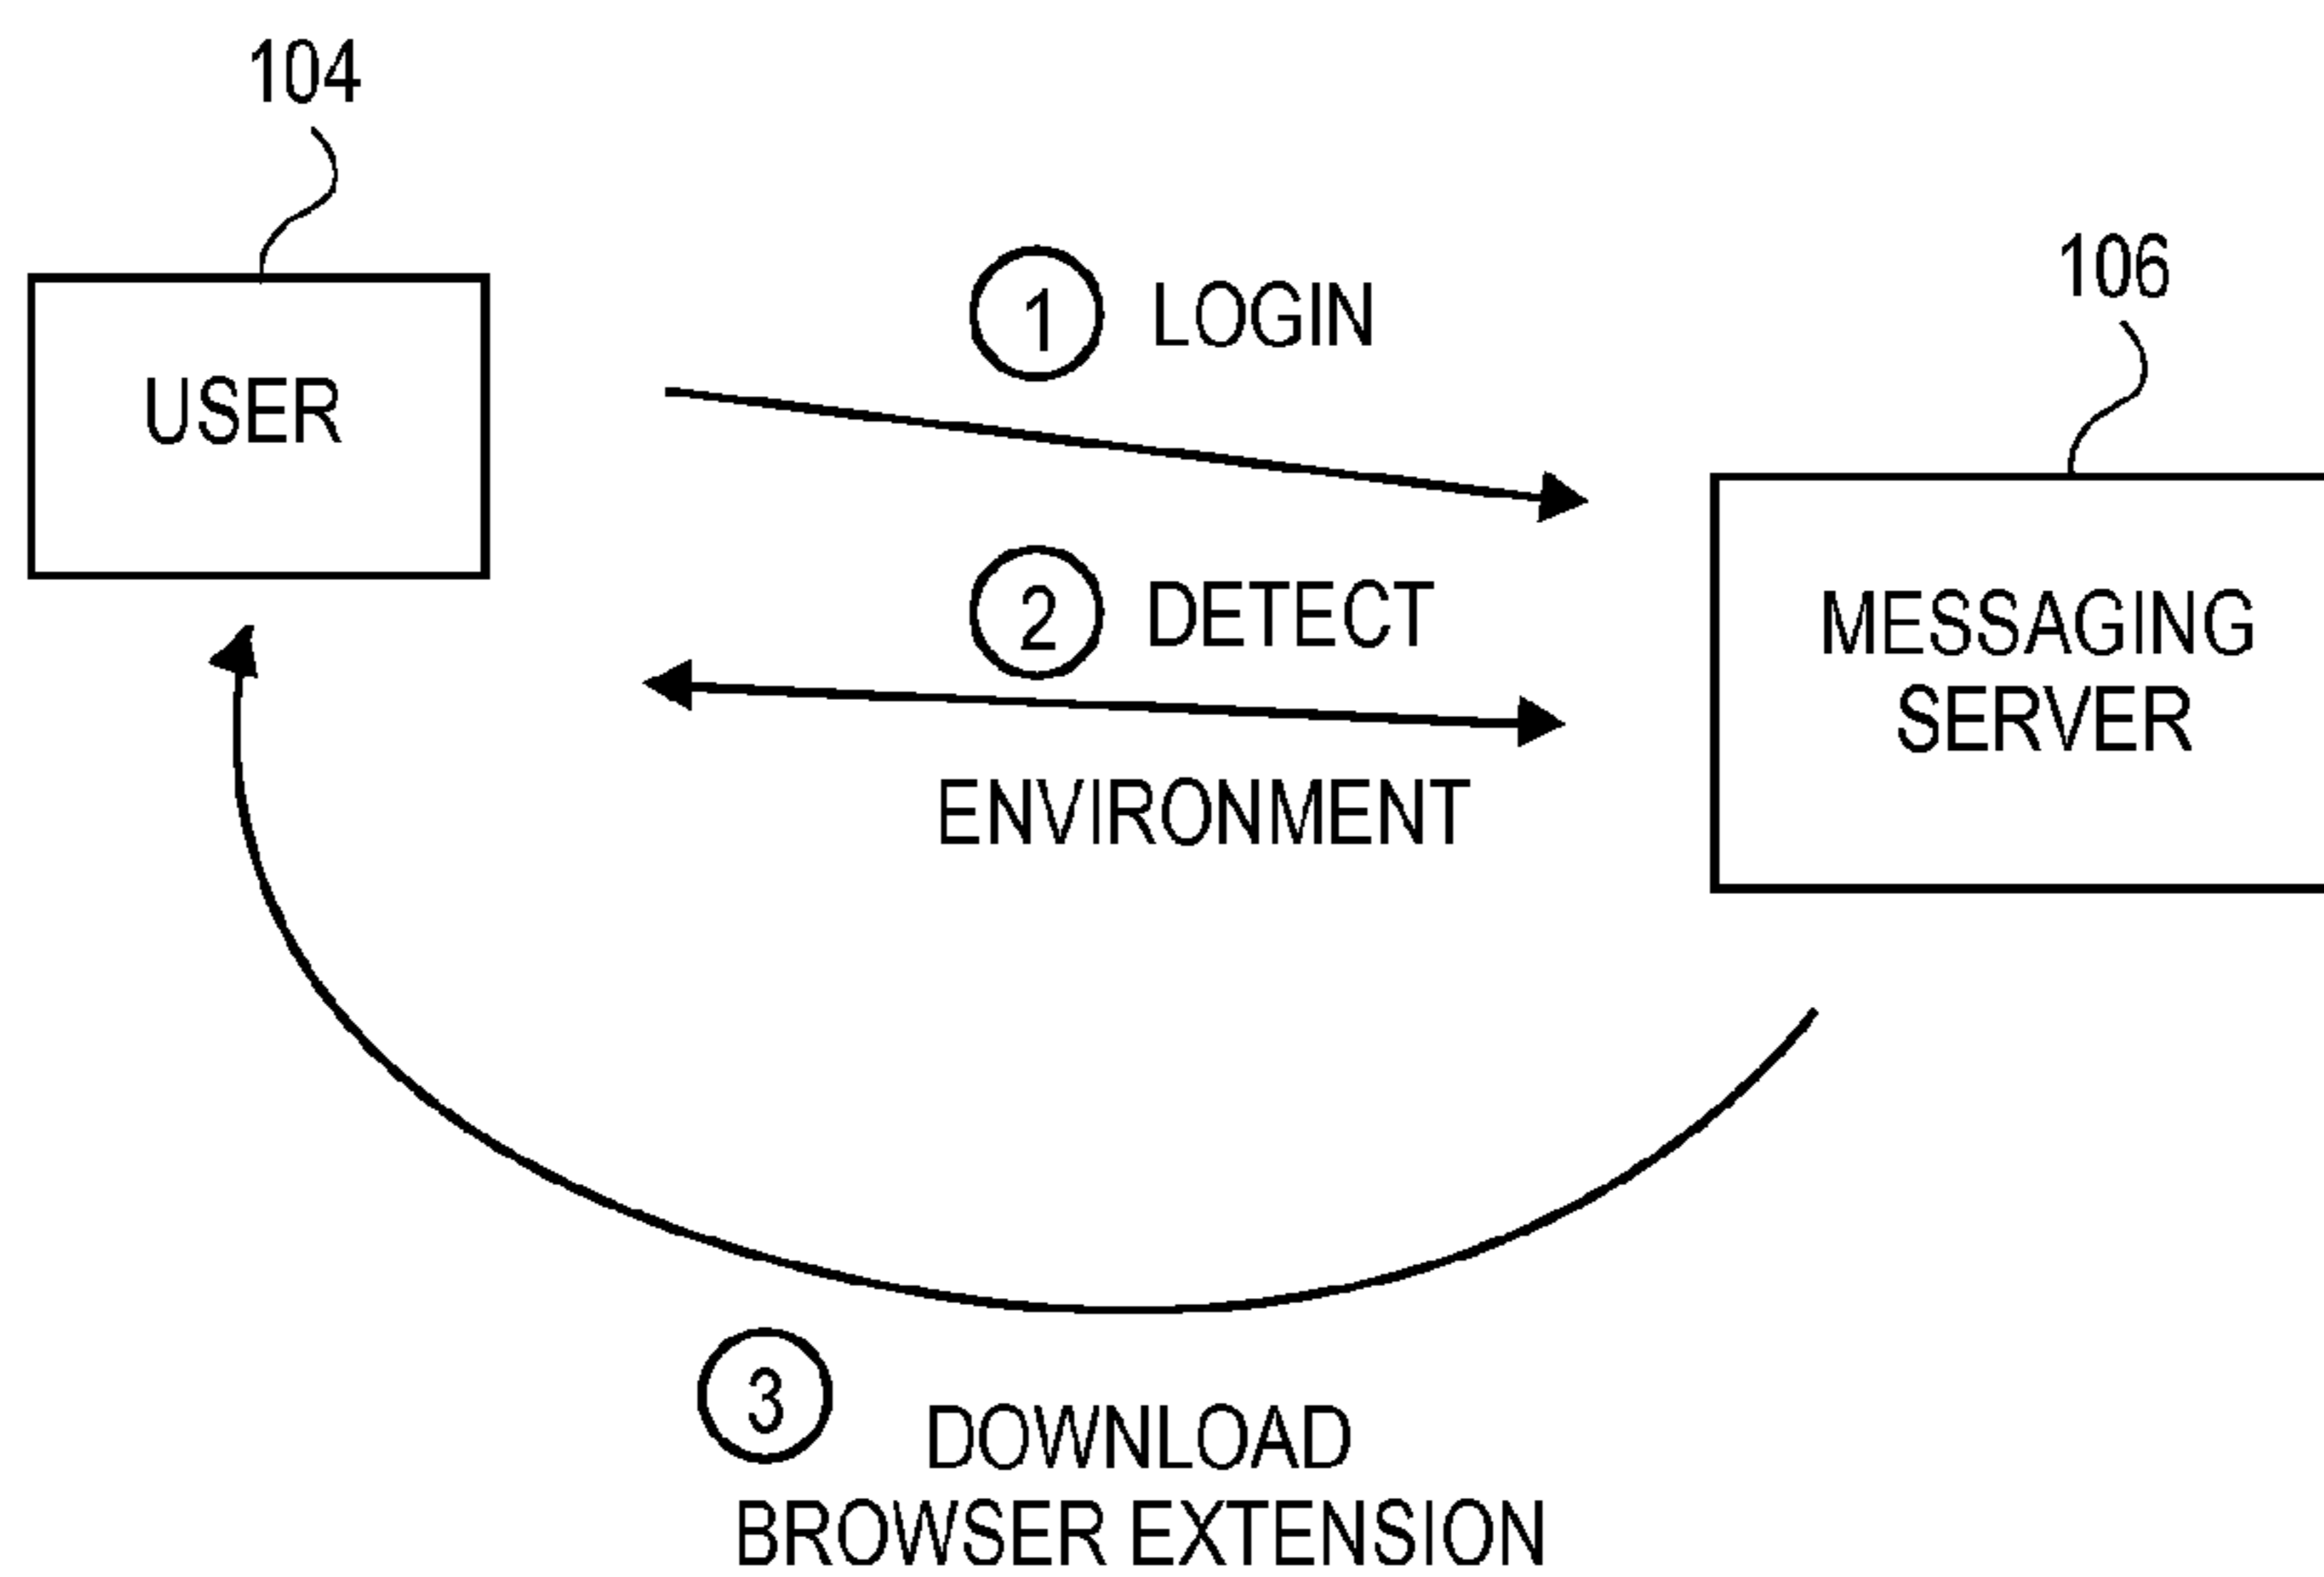 104
USER
1 LOGIN
106
2 DETECT
ENVIRONMENT
MESSAGING
SERVER
3 DOWNLOAD
BROWSER EXTENSION